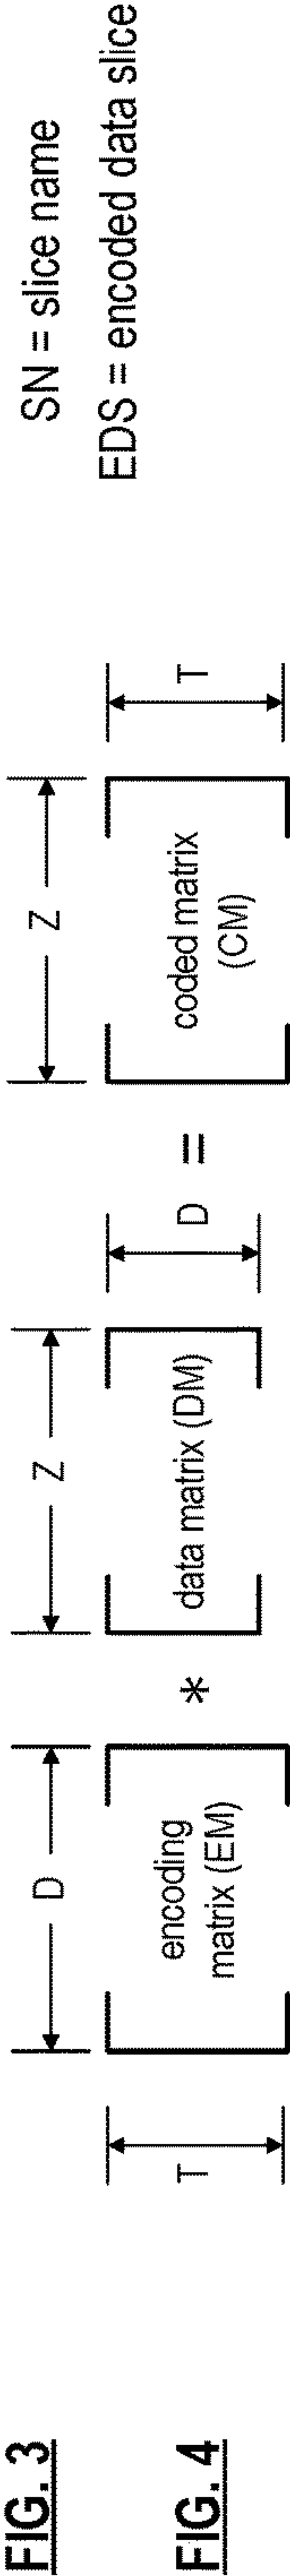 FIG. 3
SN = slice name
EDS = encoded data slice
FIG. 4
D
Z
Z
T
encoding
matrix (EM)
*
data matrix (DM)
D
=
coded matrix
(CM)
T